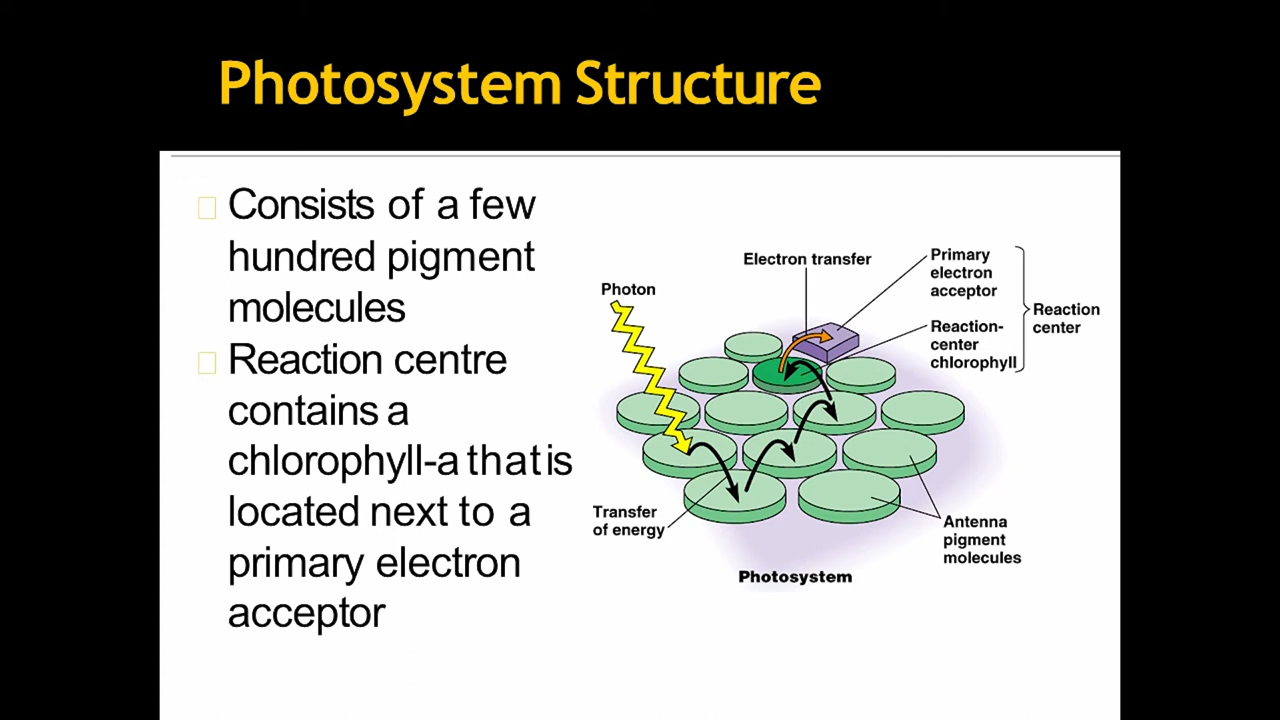 Photosystem Structure
Consists of a few
hundred pigment
molecules
Reaction centre
contains a
chlorophyll-a that is
located next to a
primary electron
acceptor
Photon
Electron transfer
Primary
electron
acceptor
Reaction-
center
chlorophyll
Reaction
center
Transfer
of energy
Antenna
pigment
molecules
Photosystem